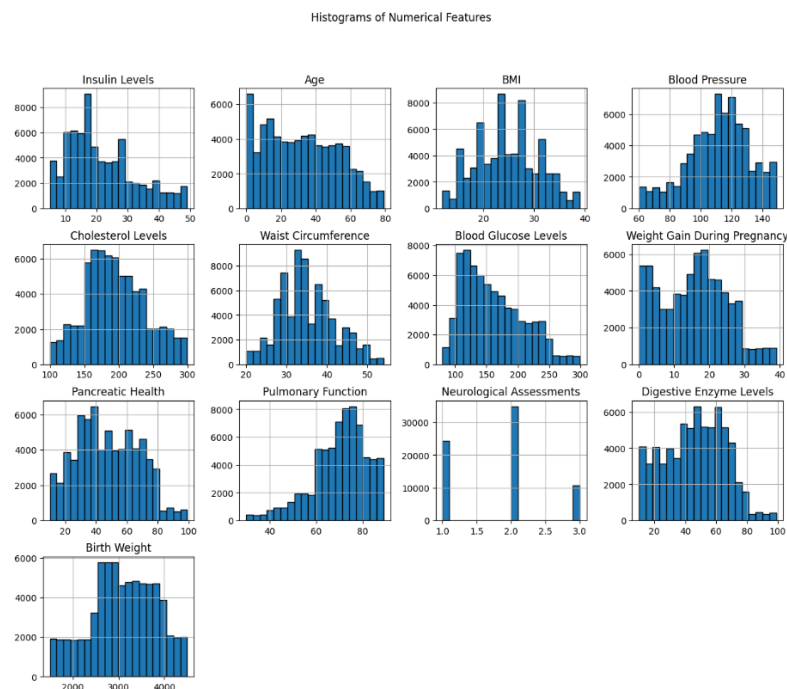 Histograms of Numerical Features
Insulin Levels
Age
BMI
Blood Pressure
8000
6000
4000
2000
0
10 20 30 40 50
6000
4000
2000
0
0 20 40 60 80
8000
6000
4000
2000
0
20 30 40
6000
4000
2000
0
60 80 100 120 140
Cholesterol Levels
Waist Circumference
Blood Glucose Levels
Weight Gain During Pregnancy
6000
4000
2000
0
100 150 200 250 300
8000
6000
4000
2000
0
20 30 40 50
8000
6000
4000
2000
0
100 150 200 250 300
6000
4000
2000
0
0 10 20 30 40
Pancreatic Health
Pulmonary Function
Neurological Assessments
Digestive Enzyme Levels
6000
4000
2000
0
20 40 60 80 100
8000
6000
4000
2000
0
40 60 80
30000
20000
10000
0
1.0 1.5 2.0 2.5 3.0
6000
4000
2000
0
20 40 60 80 100
Birth Weight
6000
4000
2000
0
2000 3000 4000